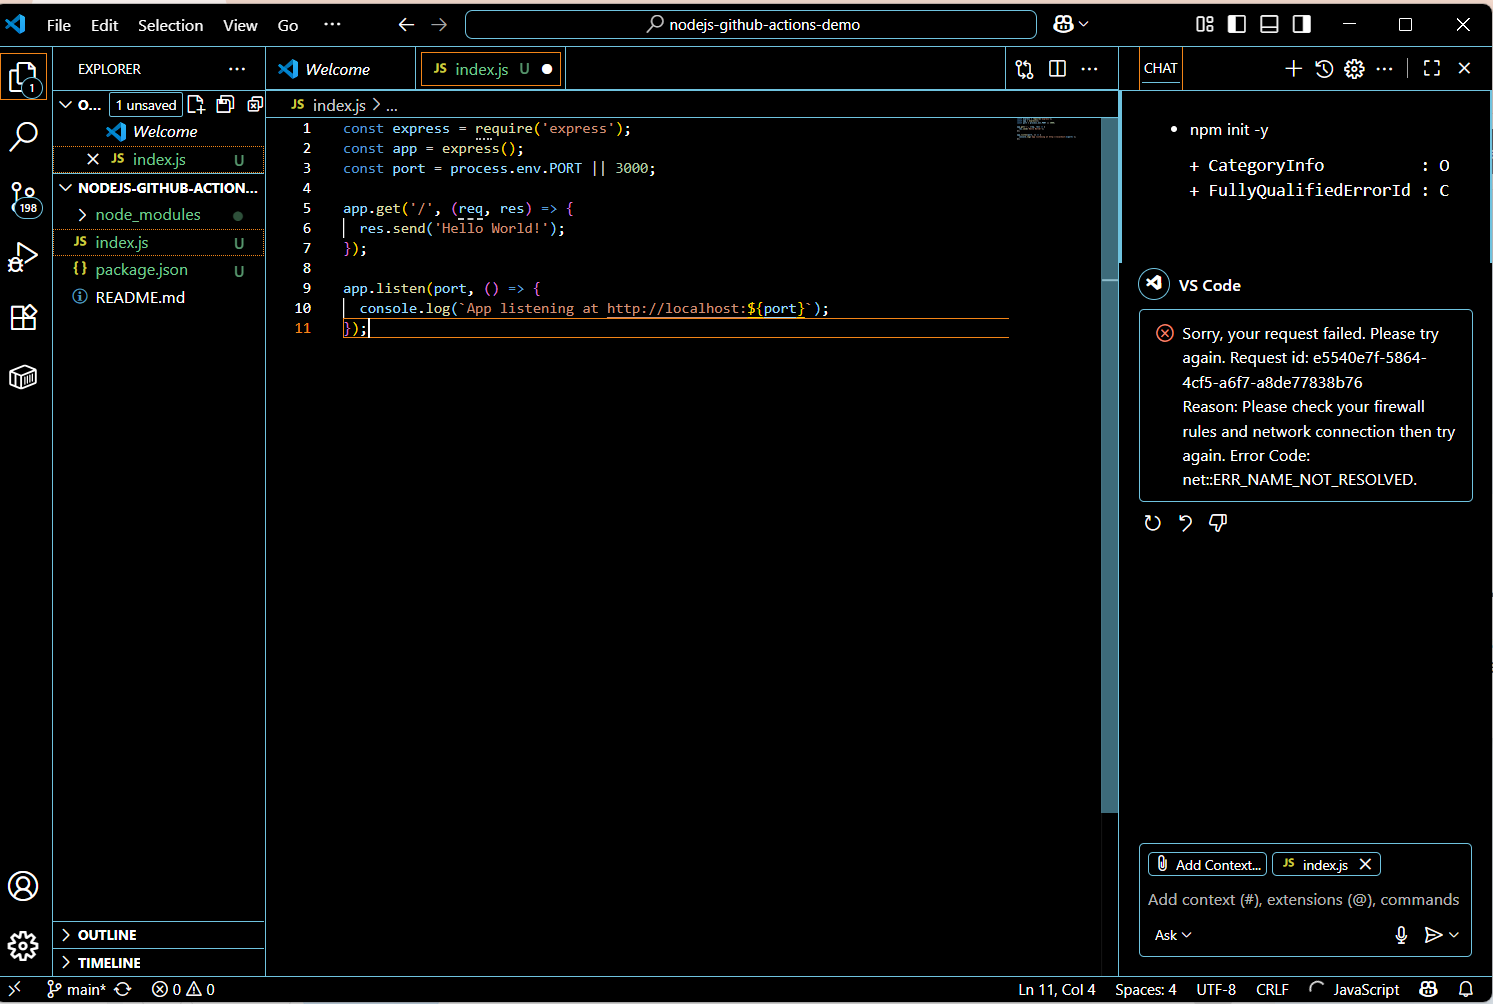 File Edit Selection View Go ··· nodejs-github-actions-demo
EXPLORER ···
O... 1 unsaved
Welcome
JS index.js U
NODEJS-GITHUB-ACTION...
node_modules
JS index.js U
{} package.json U
README.md
OUTLINE
TIMELINE
1
198
Welcome
JS index.js U
JS index.js > ...
1 const express = require('express');
2 const app = express();
3 const port = process.env.PORT || 3000;
4
5 app.get('/', (req, res) => {
6 res.send('Hello World!');
7 });
8
9 app.listen(port, () => {
10 console.log(`App listening at http://localhost:${port}`);
11 });
CHAT
• npm init -y
+ CategoryInfo : O
+ FullyQualifiedErrorId : C
VS Code
Sorry, your request failed. Please try
again. Request id: e5540e7f-5864-
4cf5-a6f7-a8de77838b76
Reason: Please check your firewall
rules and network connection then try
again. Error Code:
net::ERR_NAME_NOT_RESOLVED.
Add Context... JS index.js
Add context (#), extensions (@), commands
Ask
main* 0 0 Ln 11, Col 4 Spaces: 4 UTF-8 CRLF JavaScript